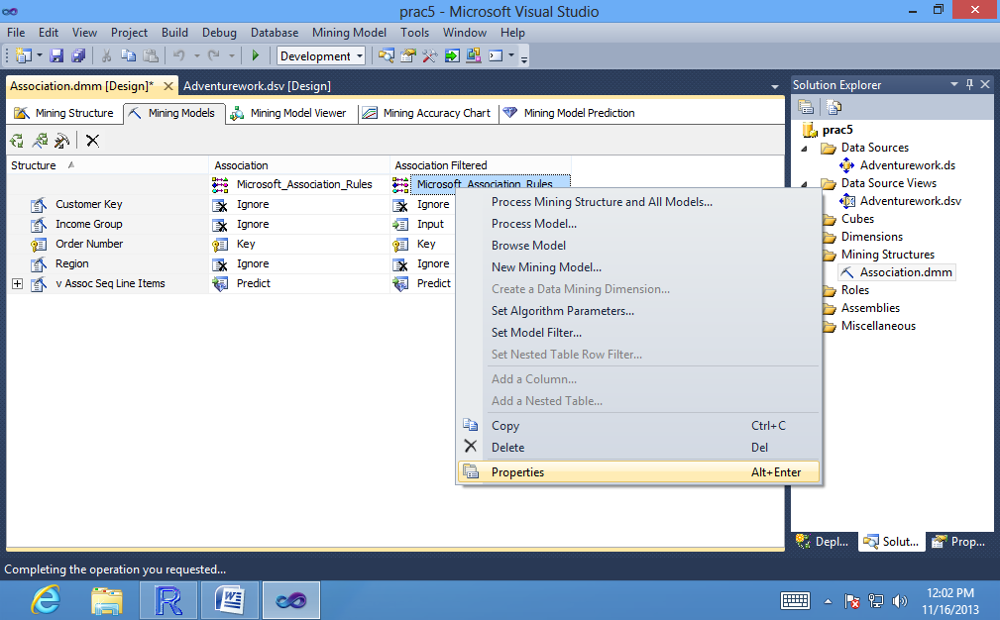 prac5 - Microsoft Visual Studio
File Edit View Project Build Debug Database Mining Model Tools Window Help
Development
Association.dmm [Design]* Adventurework.dsv [Design]
Mining Structure Mining Models Mining Model Viewer Mining Accuracy Chart Mining Model Prediction
Structure Association Association Filtered
Microsoft_Association_Rules Microsoft_Association_Rules
Customer Key Ignore Ignore
Income Group Ignore Input
Order Number Key Key
Region Ignore Ignore
v Assoc Seq Line Items Predict Predict
Process Mining Structure and All Models...
Process Model...
Browse Model
New Mining Model...
Create a Data Mining Dimension...
Set Algorithm Parameters...
Set Model Filter...
Set Nested Table Row Filter...
Add a Column...
Add a Nested Table...
Copy Ctrl+C
Delete Del
Properties Alt+Enter
Solution Explorer
prac5
Data Sources
Adventurework.ds
Data Source Views
Adventurework.dsv
Cubes
Dimensions
Mining Structures
Association.dmm
Roles
Assemblies
Miscellaneous
Depl... Solut... Prop...
Completing the operation you requested...
12:02 PM
11/16/2013